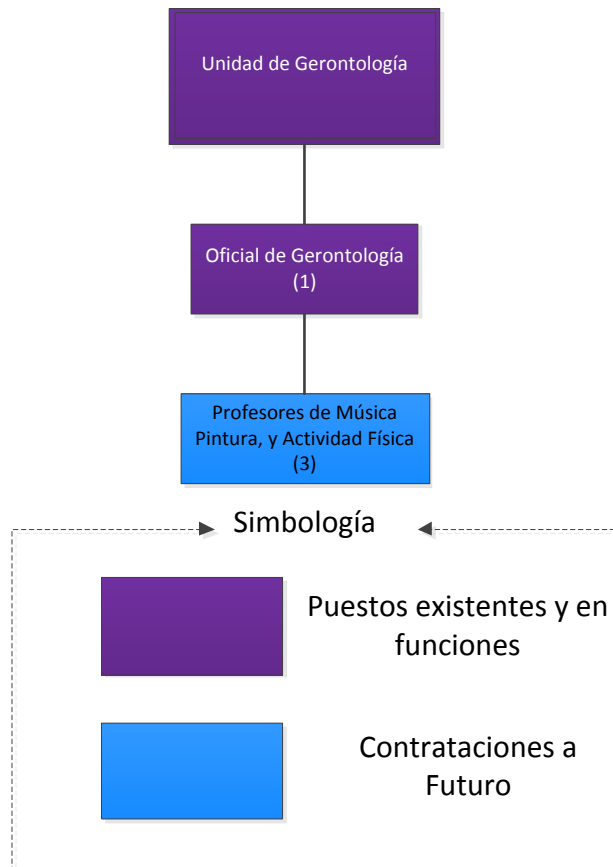 Unidad de Gerontología
Oficial de Gerontología
(1)
Profesores de Música
Pintura, y Actividad Física
(3)
Simbología
Puestos existentes y en
funciones
Contrataciones a
Futuro